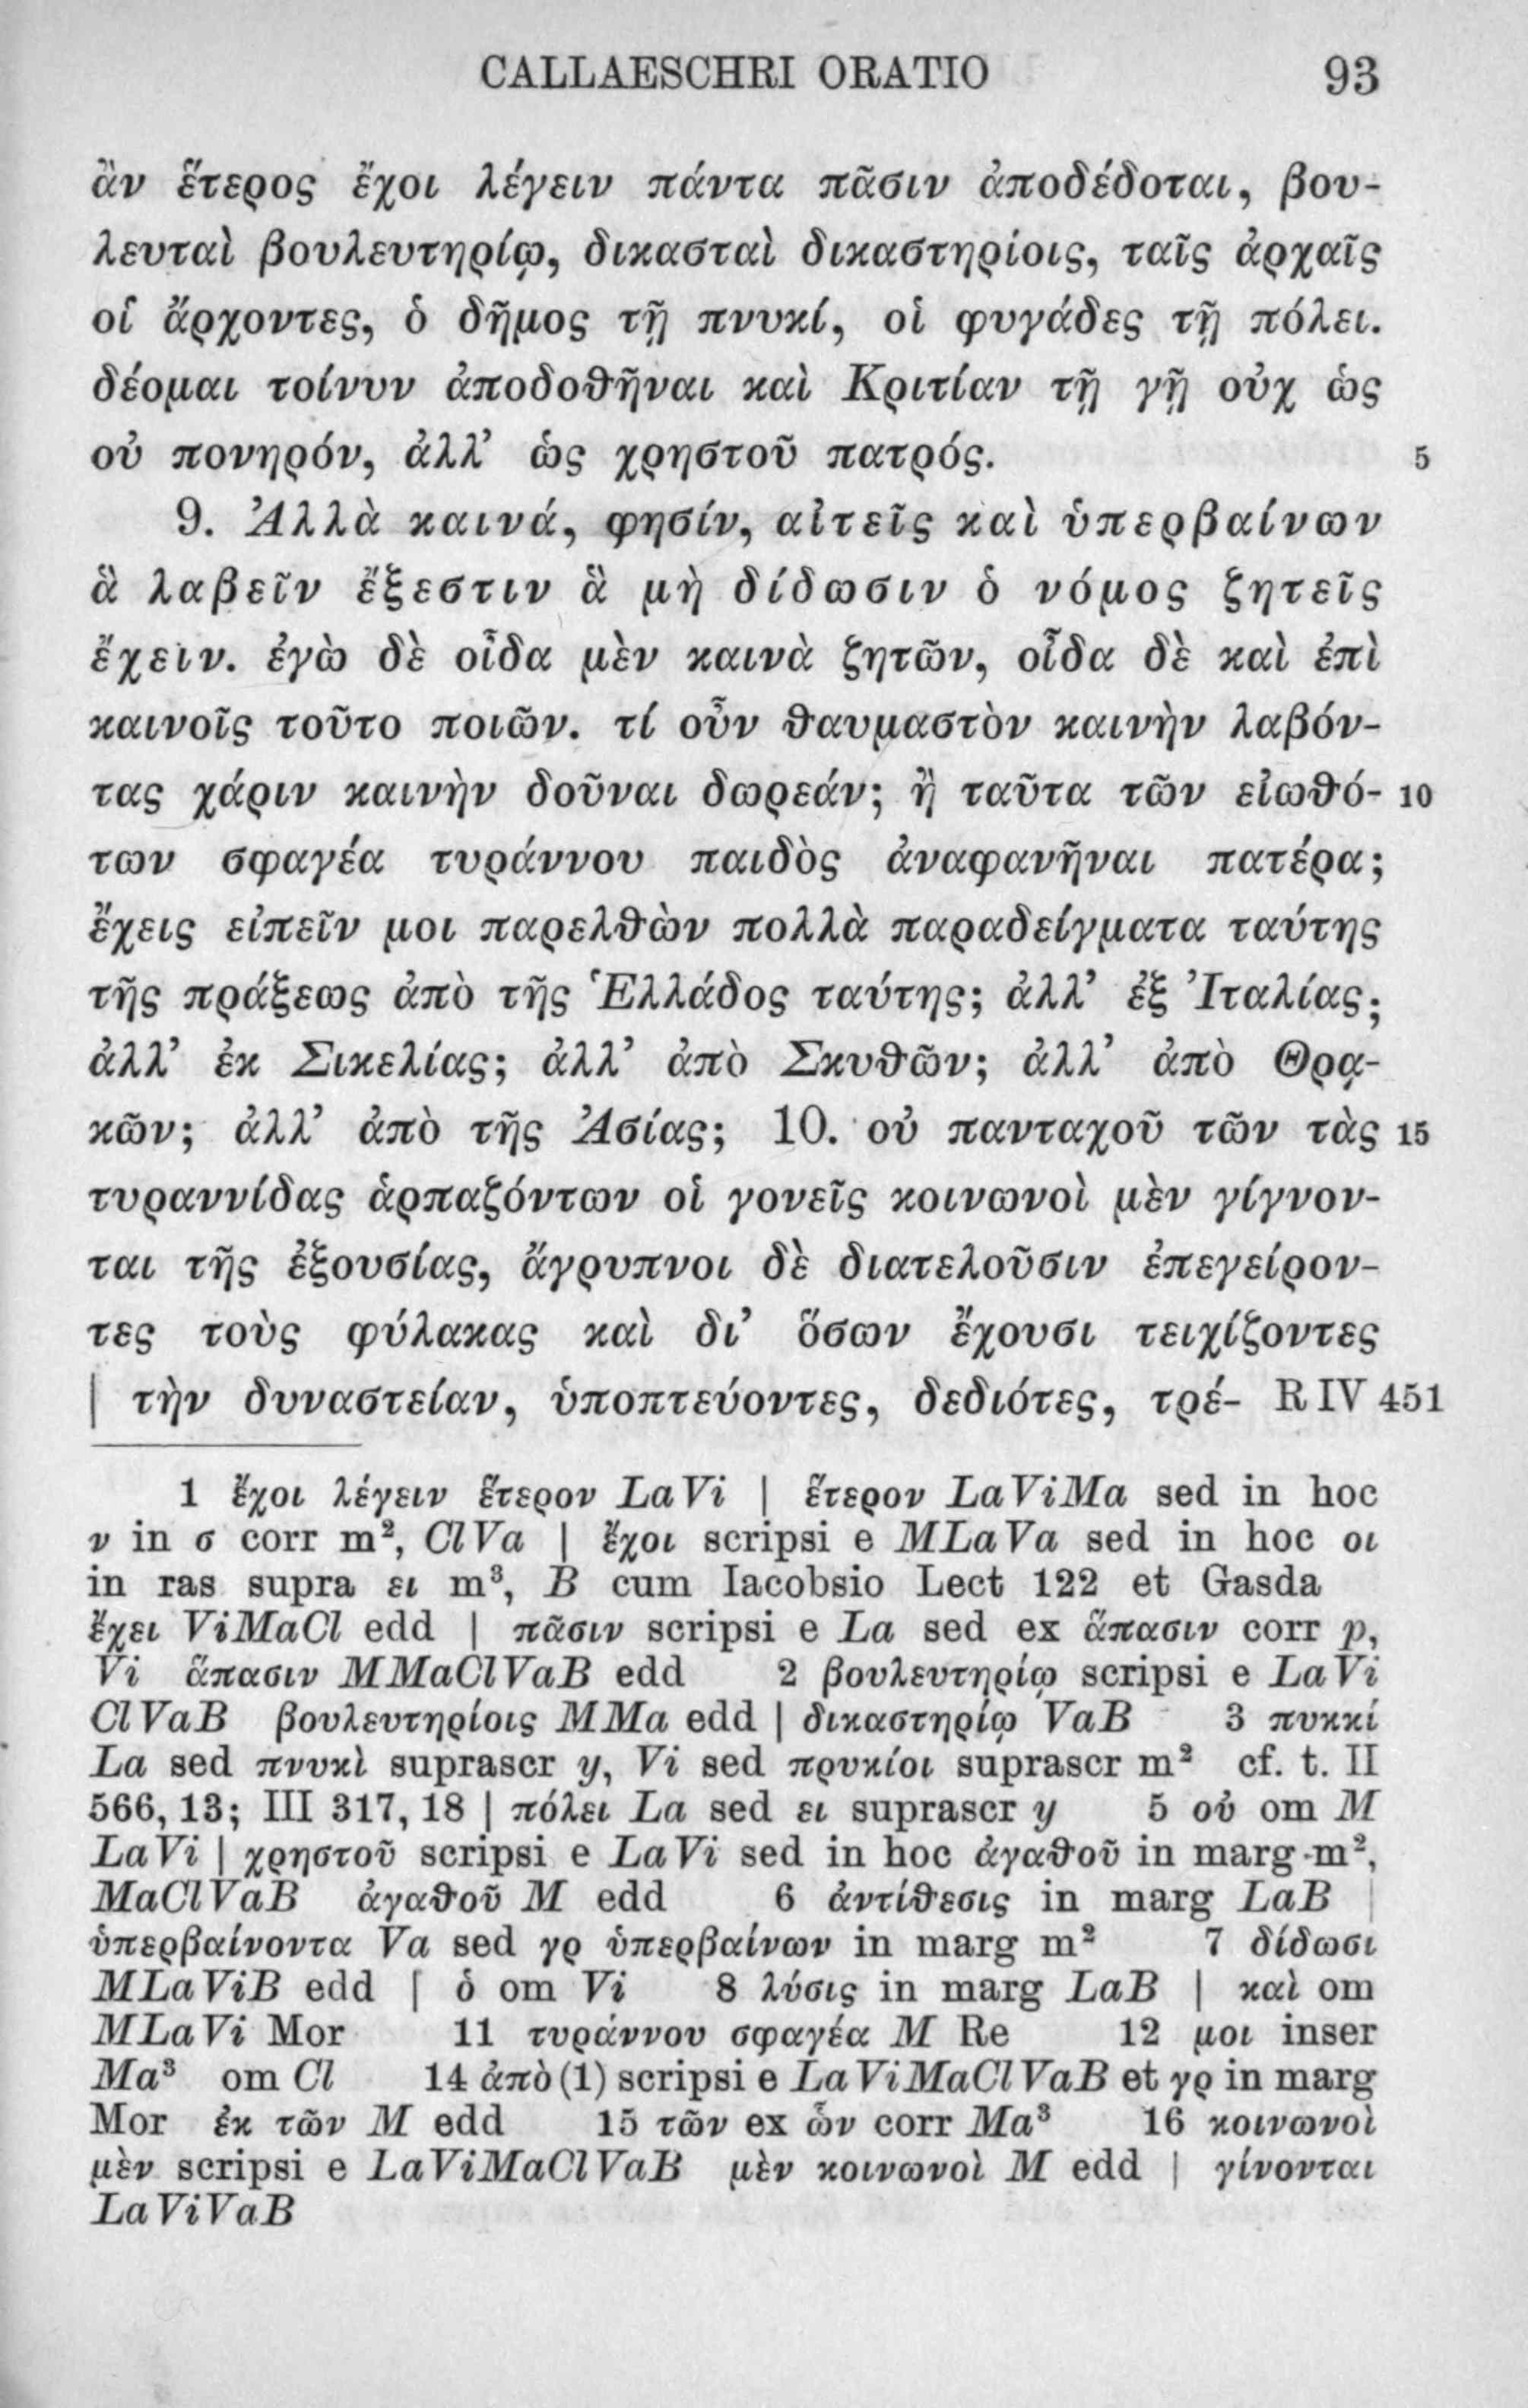 CALLAESCHRI ORATIO 93
ἂν ἕτερος ἔχοι λέγειν πάντα πᾶσιν ἀποδέδοται, βου-
λευταὶ βουλευτηρίῳ, δικασταὶ δικαστηρίοις, ταῖς ἀρχαῖς
οἱ ἄρχοντες, ὁ δῆμος τῇ πνυκί, οἱ φυγάδες τῇ πόλει.
δέομαι τοίνυν ἀποδοθῆναι καὶ Κριτίαν τῇ γῇ οὐχ ὡς
οὐ πονηρόν, ἀλλ’ ὡς χρηστοῦ πατρός. 5
9. Ἀλλὰ καινά, φησίν, αἰτεῖς καὶ ὑπερβαίνων
ἃ λαβεῖν ἔξεστιν ἃ μὴ δίδωσιν ὁ νόμος ζητεῖς
ἔχειν. ἐγὼ δὲ οἶδα μὲν καινὰ ζητῶν, οἶδα δὲ καὶ ἐπὶ
καινοῖς τοῦτο ποιῶν. τί οὖν θαυμαστὸν καινὴν λαβόν-
τας χάριν καινὴν δοῦναι δωρεάν; ἢ ταῦτα τῶν εἰωθό- 10
των σφαγέα τυράννου παιδὸς ἀναφανῆναι πατέρα;
ἔχεις εἰπεῖν μοι παρελθὼν πολλὰ παραδείγματα ταύτης
τῆς πράξεως ἀπὸ τῆς Ἑλλάδος ταύτης; ἀλλ’ ἐξ Ἰταλίας;
ἀλλ’ ἐκ Σικελίας; ἀλλ’ ἀπὸ Σκυθῶν; ἀλλ’ ἀπὸ Θρᾳ-
κῶν; ἀλλ’ ἀπὸ τῆς Ἀσίας; 10. οὐ πανταχοῦ τῶν τὰς 15
τυραννίδας ἁρπαζόντων οἱ γονεῖς κοινωνοὶ μὲν γίγνον-
ται τῆς ἐξουσίας, ἄγρυπνοι δὲ διατελοῦσιν ἐπεγείρον-
τες τοὺς φύλακας καὶ δι’ ὅσων ἔχουσι τειχίζοντες
| τὴν δυναστείαν, ὑποπτεύοντες, δεδιότες, τρέ- R IV 451
1 ἔχοι λέγειν ἕτερον LaVi | ἕτερον LaViMa sed in hoc
ν in σ corr m², ClVa | ἔχοι scripsi e MLaVa sed in hoc οι
in ras supra ει m³, B cum Iacobsio Lect 122 et Gasda
ἔχει ViMaCl edd | πᾶσιν scripsi e La sed ex ἅπασιν corr p,
Vi ἅπασιν MMaClVaB edd 2 βουλευτηρίῳ scripsi e LaVi
ClVaB βουλευτηρίοις MMa edd | δικαστηρίῳ VaB 3 πυκκί
La sed πνυκὶ suprascr y, Vi sed πρυκίοι suprascr m² cf. t. II
566, 13; III 317, 18 | πόλει La sed ει suprascr y 5 οὐ om M
LaVi | χρηστοῦ scripsi e LaVi sed in hoc ἀγαθοῦ in marg m²,
MaClVaB ἀγαθοῦ M edd 6 ἀντίθεσις in marg LaB |
ὑπερβαίνοντα Va sed γρ ὑπερβαίνων in marg m² 7 δίδωσι
MLaViB edd | ὁ om Vi 8 λύσις in marg LaB | καὶ om
MLaVi Mor 11 τυράννου σφαγέα M Re 12 μοι inser
Ma³ om Cl 14 ἀπὸ (1) scripsi e LaViMaClVaB et γρ in marg
Mor ἐκ τῶν M edd 15 τῶν ex ὧν corr Ma³ 16 κοινωνοὶ
μὲν scripsi e LaViMaClVaB μὲν κοινωνοὶ M edd | γίνονται
LaViVaB